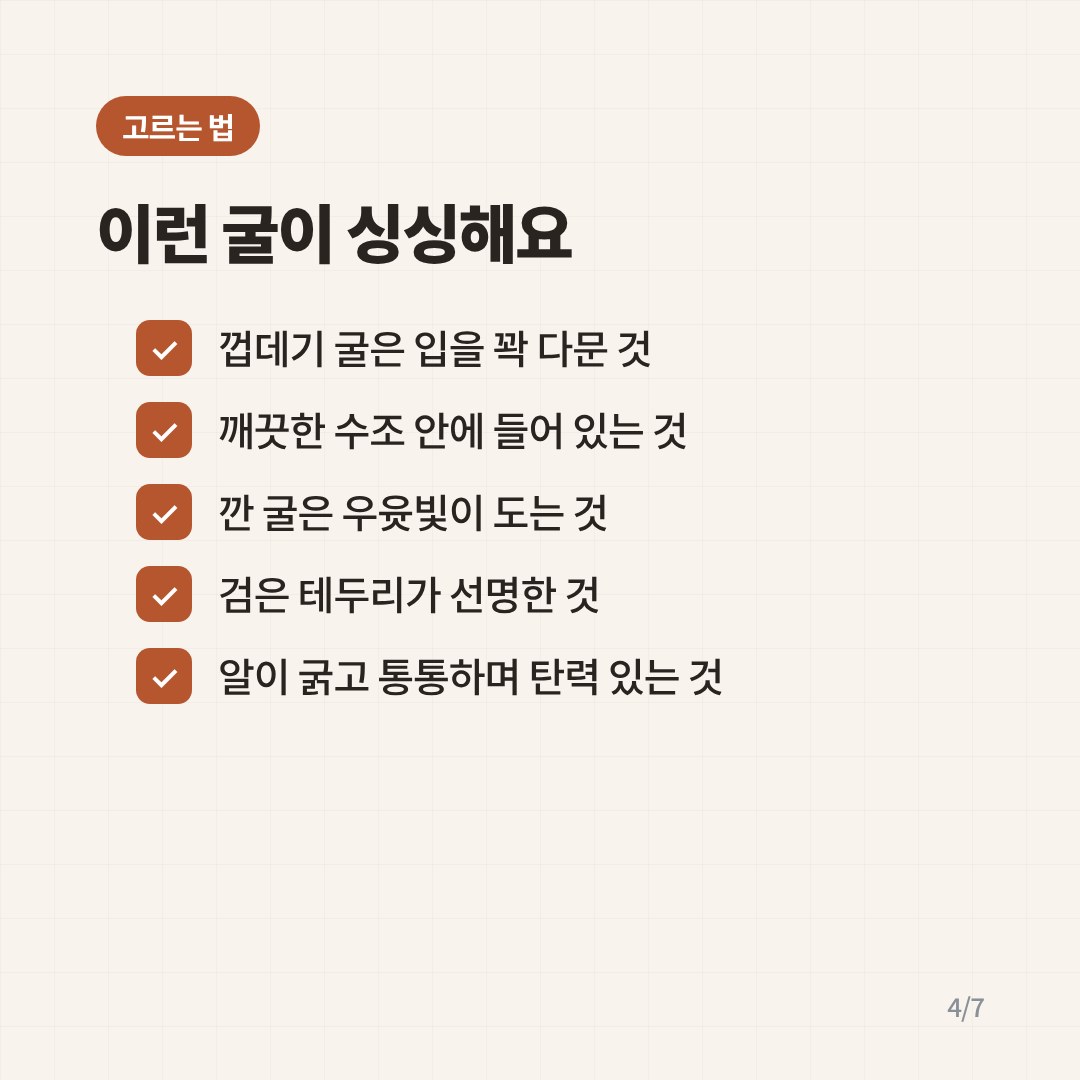 고르는 법
이런 굴이 싱싱해요
껍데기 굴은 입을 꽉 다문 것
깨끗한 수조 안에 들어 있는 것
깐 굴은 우윳빛이 도는 것
검은 테두리가 선명한 것
알이 굵고 통통하며 탄력 있는 것
4/7